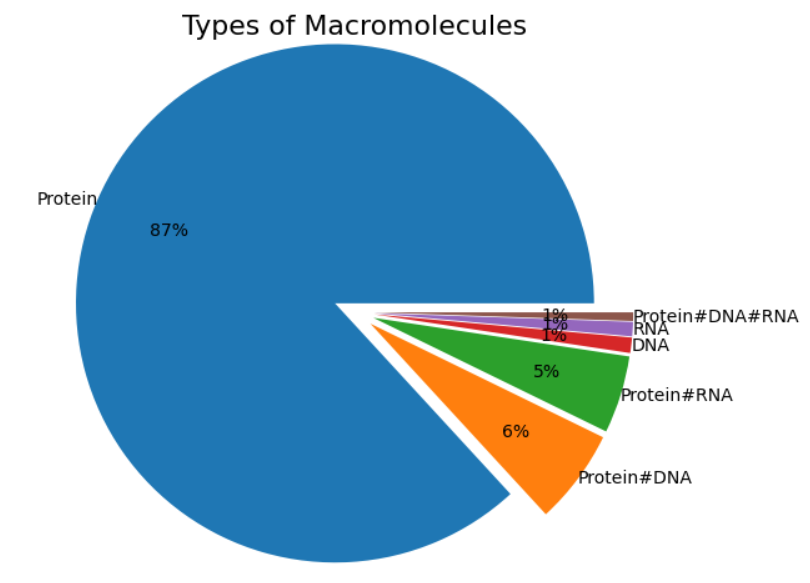 Types of Macromolecules
Protein
87%
1%
Protein#DNA#RNA
1%
RNA
1%
DNA
5%
Protein#RNA
6%
Protein#DNA